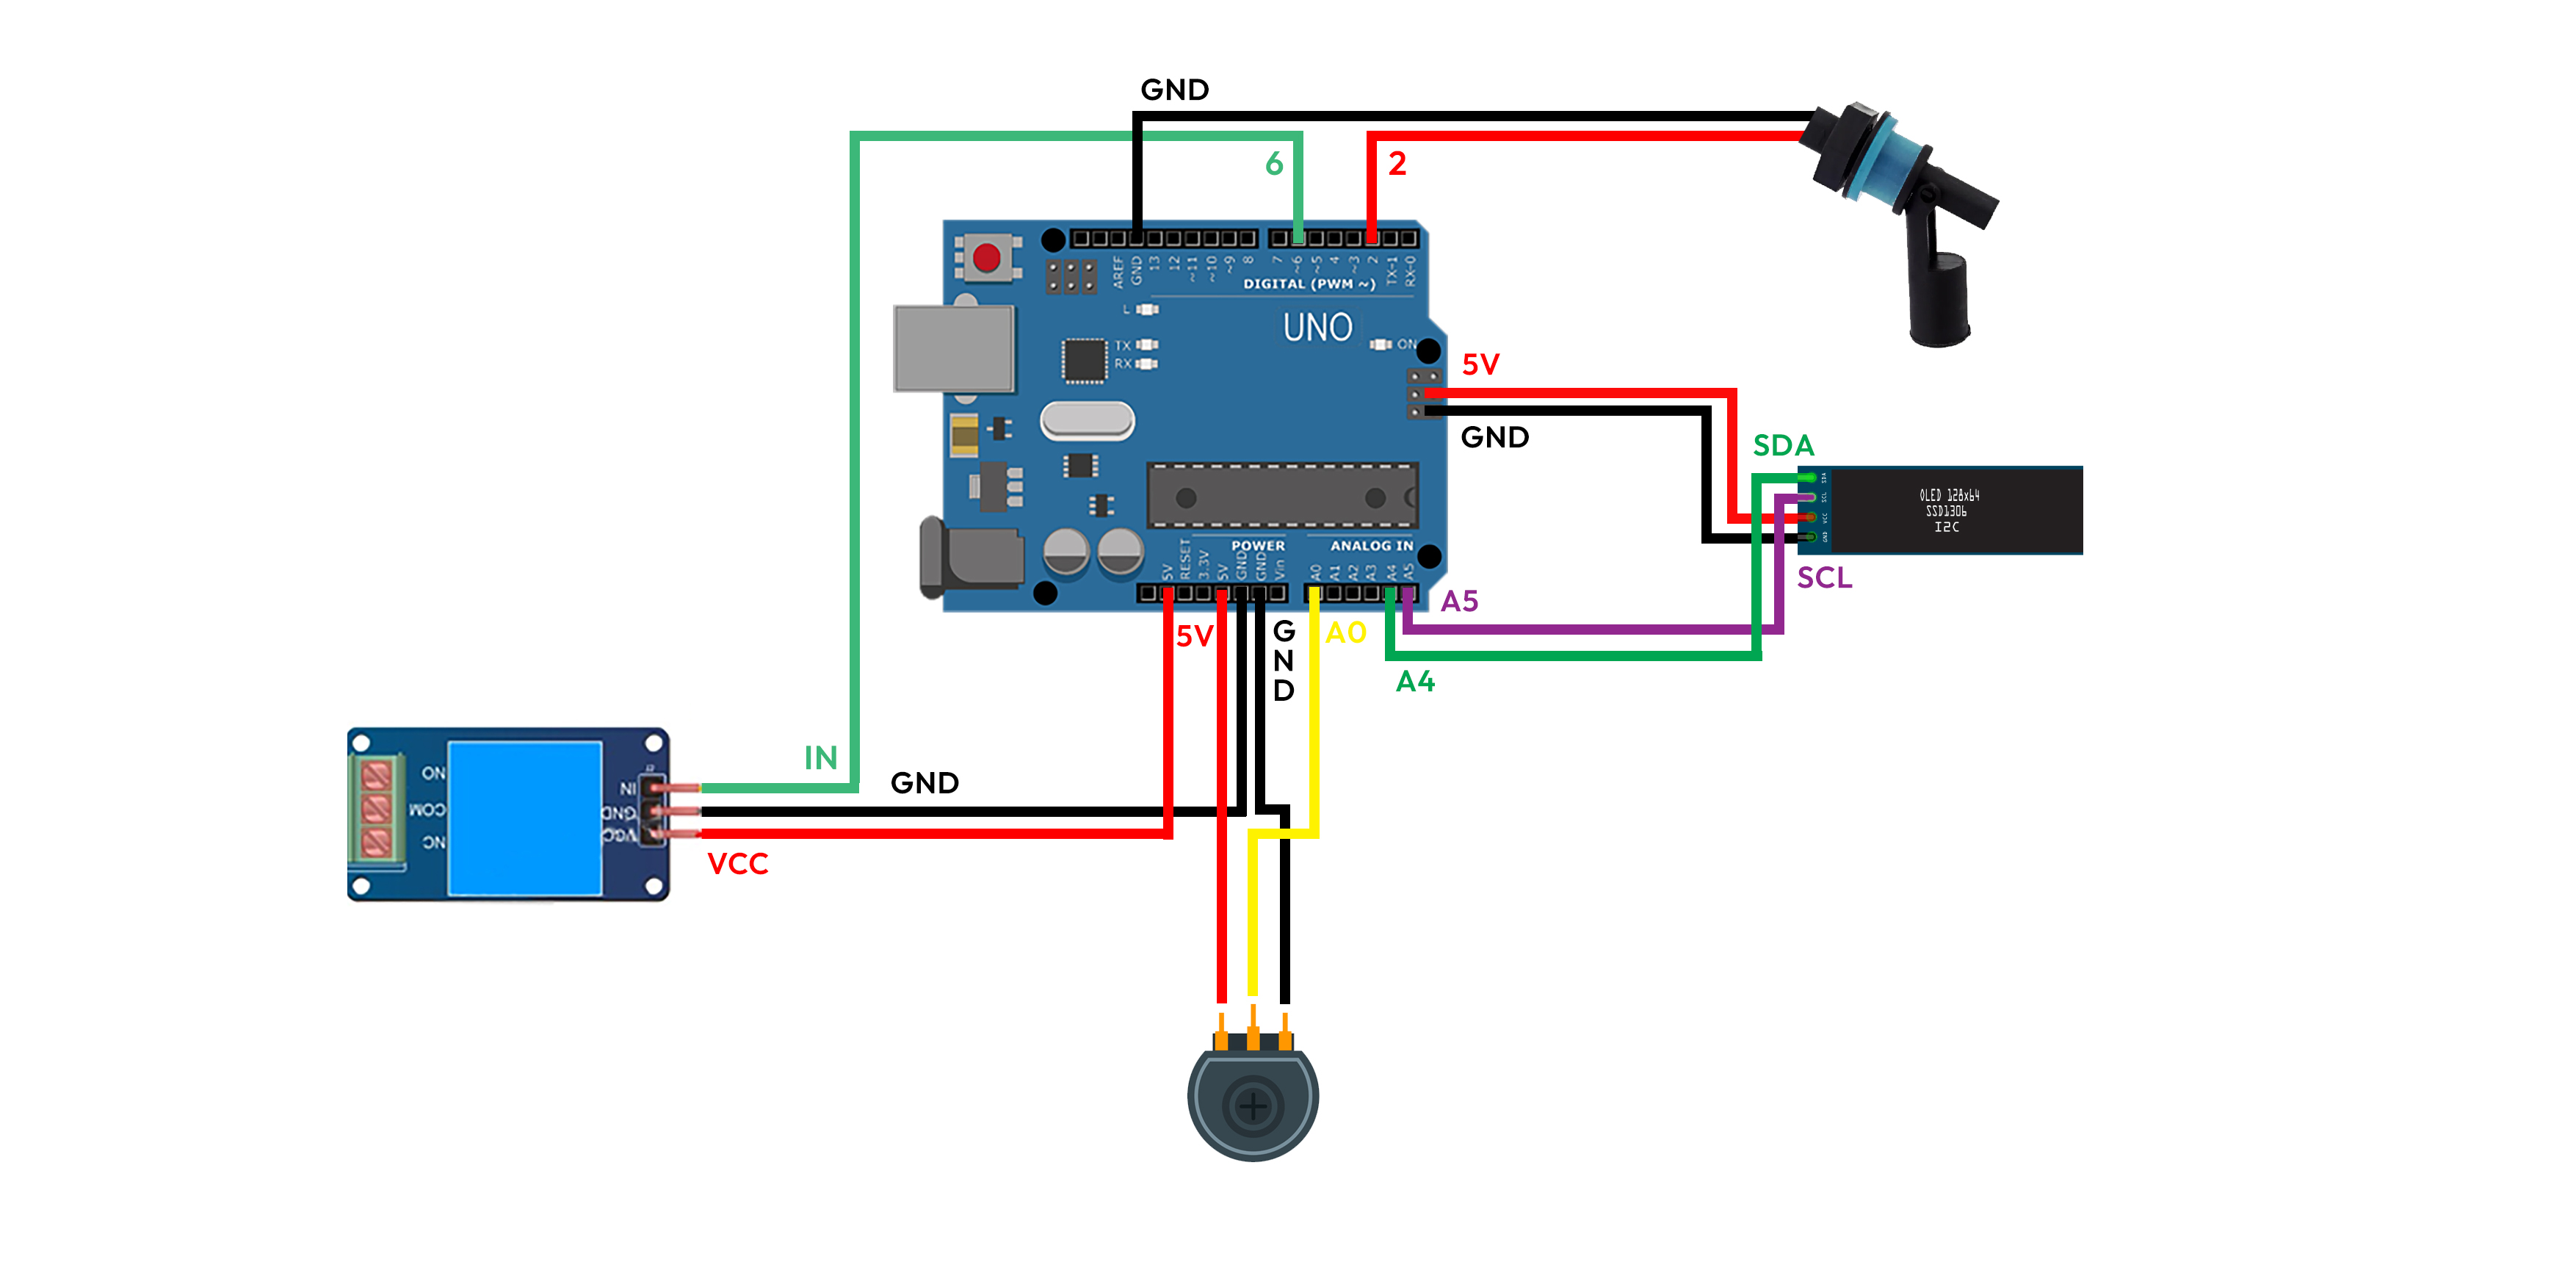 GND
6
2
AREF
GND
13
12
~11
~10
~9
8
7
~6
~5
4
~3
2
TX-1
RX-0
DIGITAL (PWM ~)
L
UNO
TX
RX
ON
5V
GND
SDA
SDA
SCL
VCC
GND
OLED 128x64
SSD1306
I2C
SCL
POWER
ANALOG IN
5V
RESET
3.3V
5V
GND
GND
Vin
A0
A1
A2
A3
A4
A5
A5
5V
GND
A0
A4
IN
GND
NO
COM
NC
IN
GND
VCC
VCC